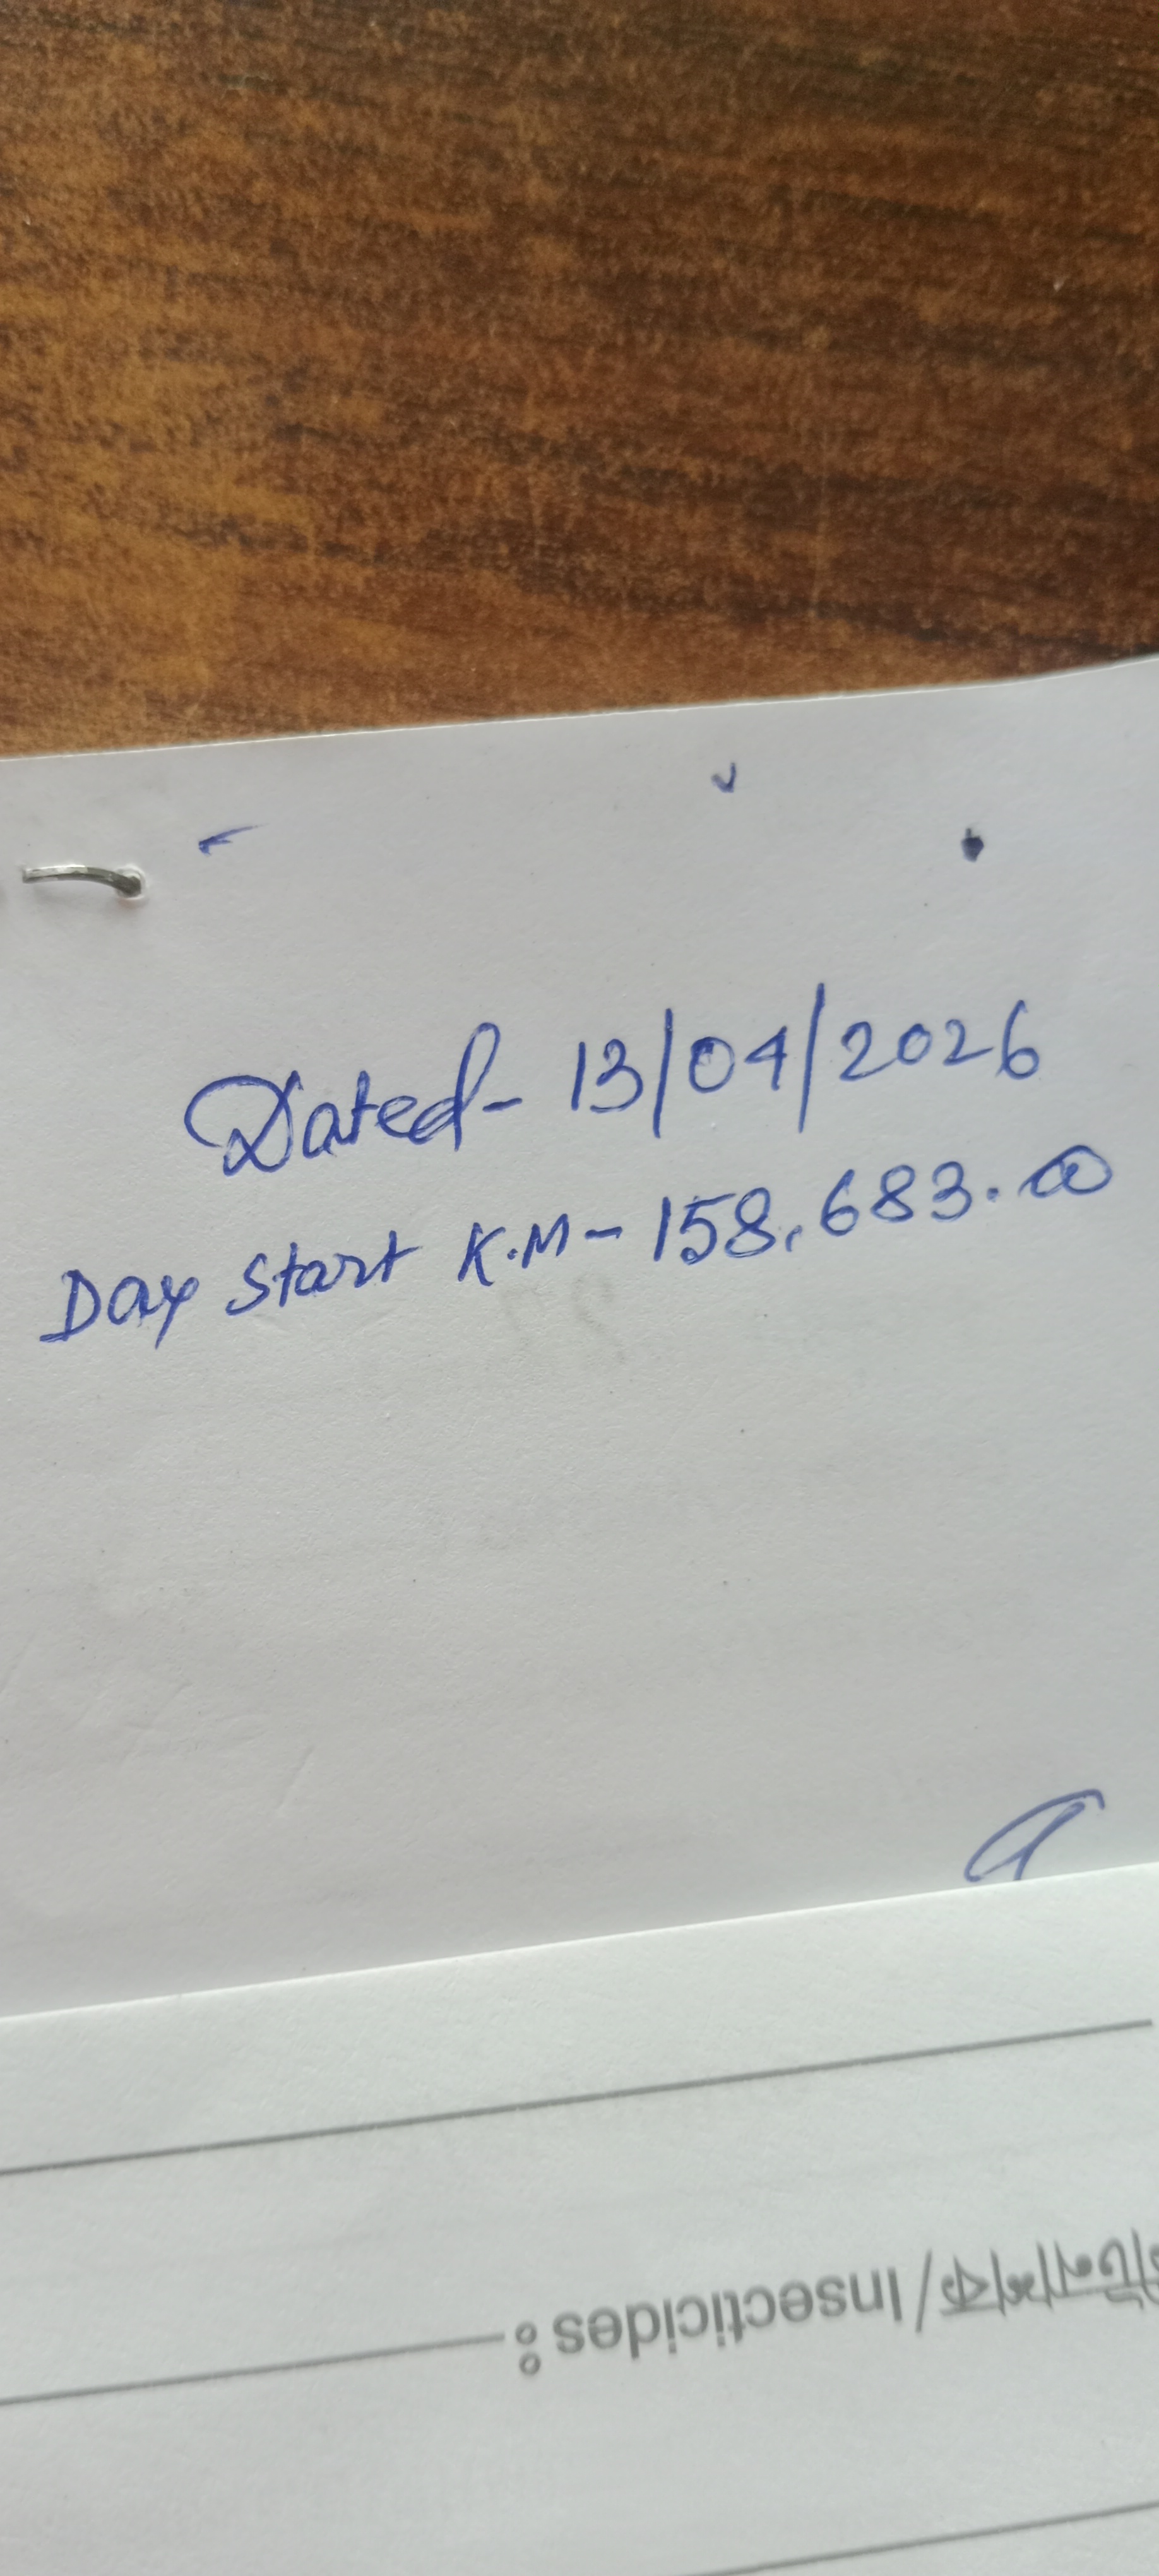 Dated- 13/04/2026
Day Start K.M- 158,683.00
/Insecticides: